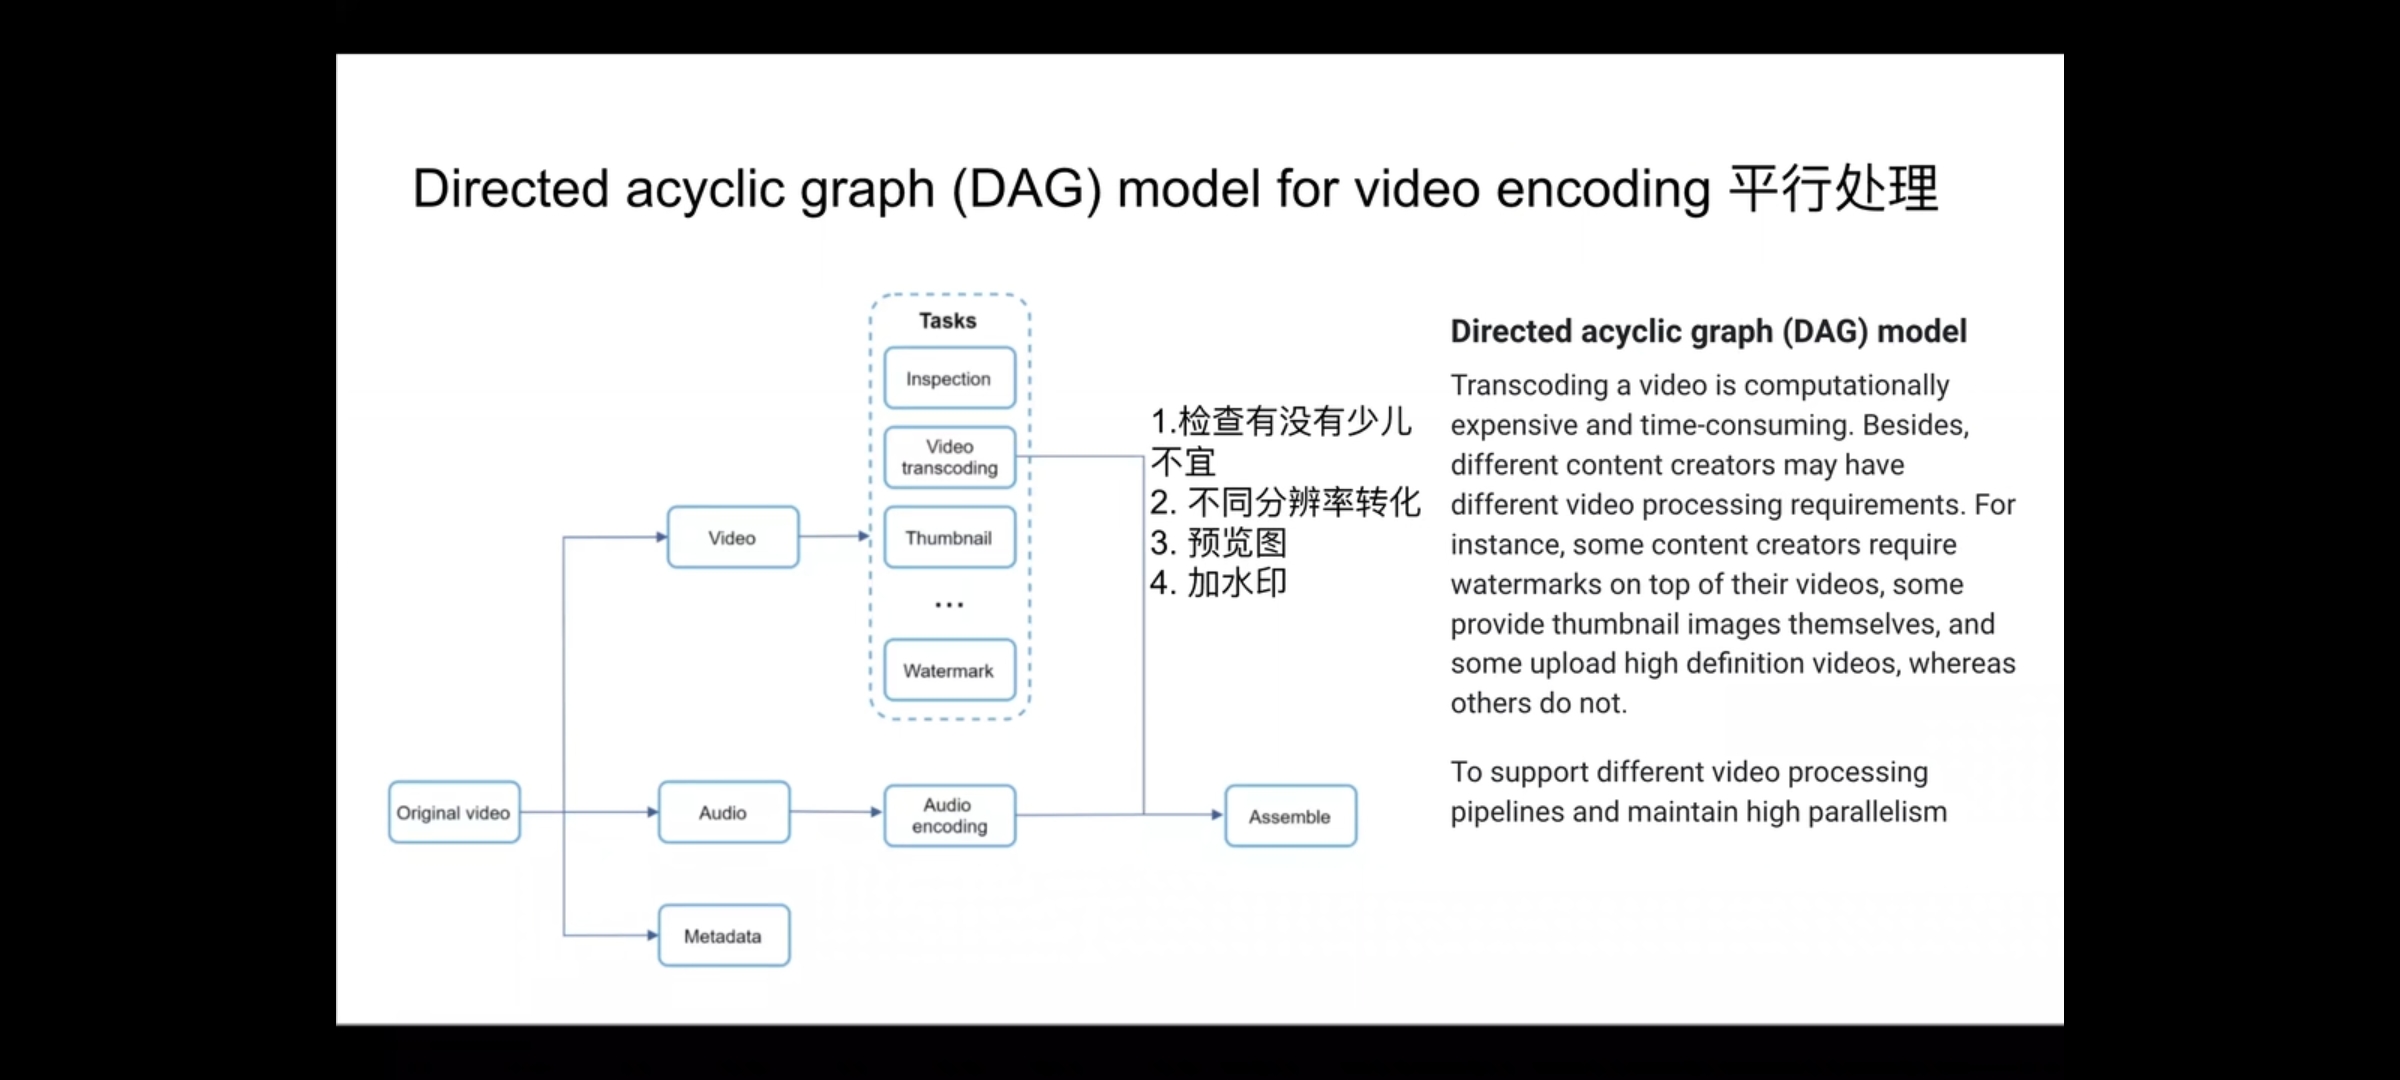 Directed acyclic graph (DAG) model for video encoding 平行处理
Tasks
Inspection
Video
transcoding
Thumbnail
...
Watermark
Video
Original video
Audio
Audio
encoding
Assemble
Metadata
1.检查有没有少儿
不宜
2. 不同分辨率转化
3. 预览图
4. 加水印
Directed acyclic graph (DAG) model
Transcoding a video is computationally
expensive and time-consuming. Besides,
different content creators may have
different video processing requirements. For
instance, some content creators require
watermarks on top of their videos, some
provide thumbnail images themselves, and
some upload high definition videos, whereas
others do not.
To support different video processing
pipelines and maintain high parallelism